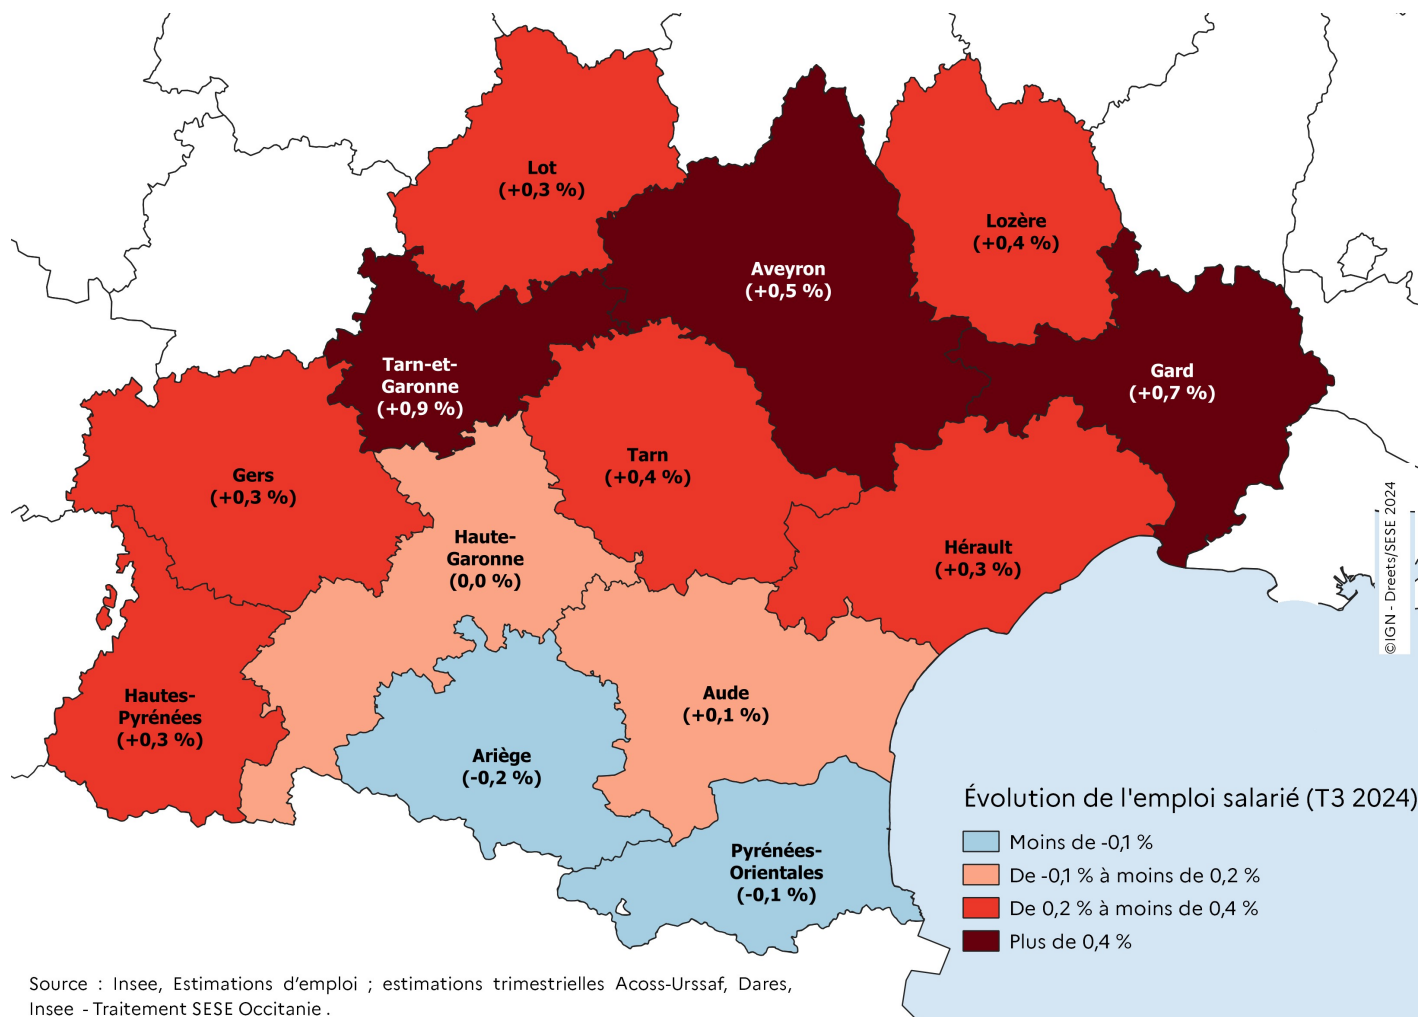 Lot
(+0,3 %)
Lozère
(+0,4 %)
Aveyron
(+0,5 %)
Tarn-et-
Garonne
(+0,9 %)
Gard
(+0,7 %)
Gers
(+0,3 %)
Tarn
(+0,4 %)
Haute-
Garonne
(0,0 %)
Hérault
(+0,3 %)
©IGN - Dreets/SESE 2024
Hautes-
Pyrénées
(+0,3 %)
Aude
(+0,1 %)
Ariège
(-0,2 %)
Pyrénées-
Orientales
(-0,1 %)
Évolution de l'emploi salarié (T3 2024)
Moins de -0,1 %
De -0,1 % à moins de 0,2 %
De 0,2 % à moins de 0,4 %
Plus de 0,4 %
Source : Insee, Estimations d’emploi ; estimations trimestrielles Acoss-Urssaf, Dares,
Insee - Traitement SESE Occitanie .